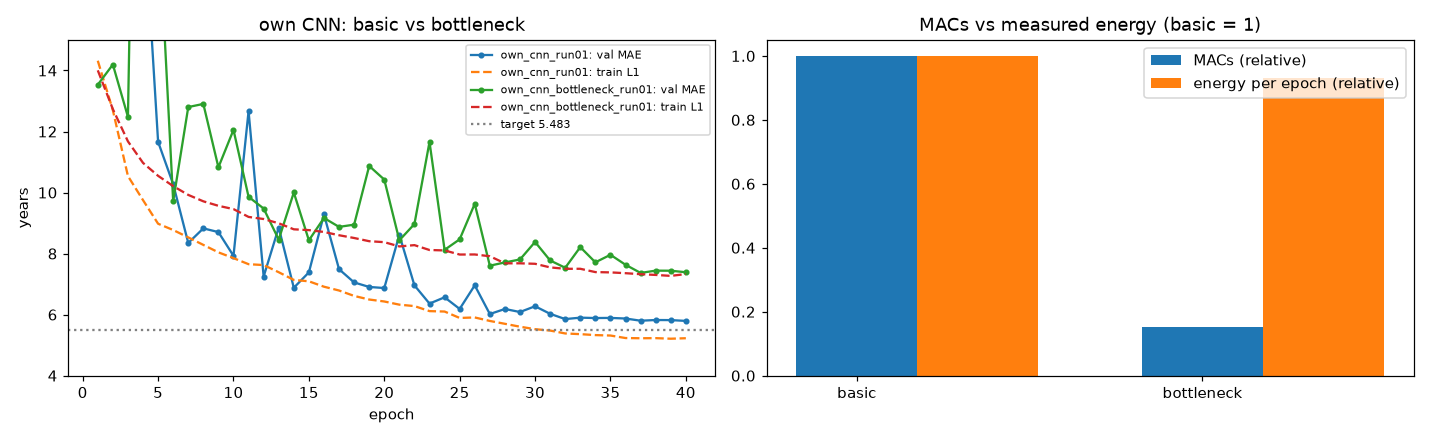 own CNN: basic vs bottleneck
own_cnn_run01: val MAE
own_cnn_run01: train L1
own_cnn_bottleneck_run01: val MAE
own_cnn_bottleneck_run01: train L1
target 5.483
years
14
12
10
8
6
4
0 5 10 15 20 25 30 35 40
epoch
MACs vs measured energy (basic = 1)
MACs (relative)
energy per epoch (relative)
1.0
0.8
0.6
0.4
0.2
0.0
basic bottleneck